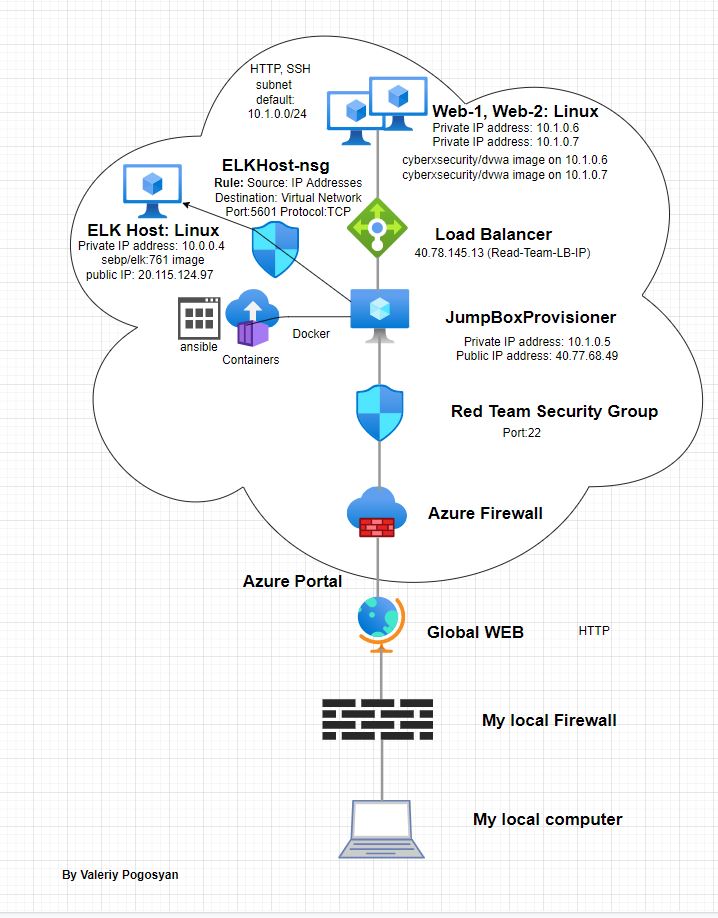 HTTP, SSH
subnet
default:
10.1.0.0/24
Web-1, Web-2: Linux
Private IP address: 10.1.0.6
Private IP address: 10.1.0.7
cyberxsecurity/dvwa image on 10.1.0.6
cyberxsecurity/dvwa image on 10.1.0.7
ELKHost-nsg
Rule: Source: IP Addresses
Destination: Virtual Network
Port:5601 Protocol:TCP
ELK Host: Linux
Private IP address: 10.0.0.4
sebp/elk:761 image
public IP: 20.115.124.97
Load Balancer
40.78.145.13 (Read-Team-LB-IP)
ansible
Containers
Docker
JumpBoxProvisioner
Private IP address: 10.1.0.5
Public IP address: 40.77.68.49
Red Team Security Group
Port:22
Azure Firewall
Azure Portal
Global WEB
HTTP
My local Firewall
My local computer
By Valeriy Pogosyan